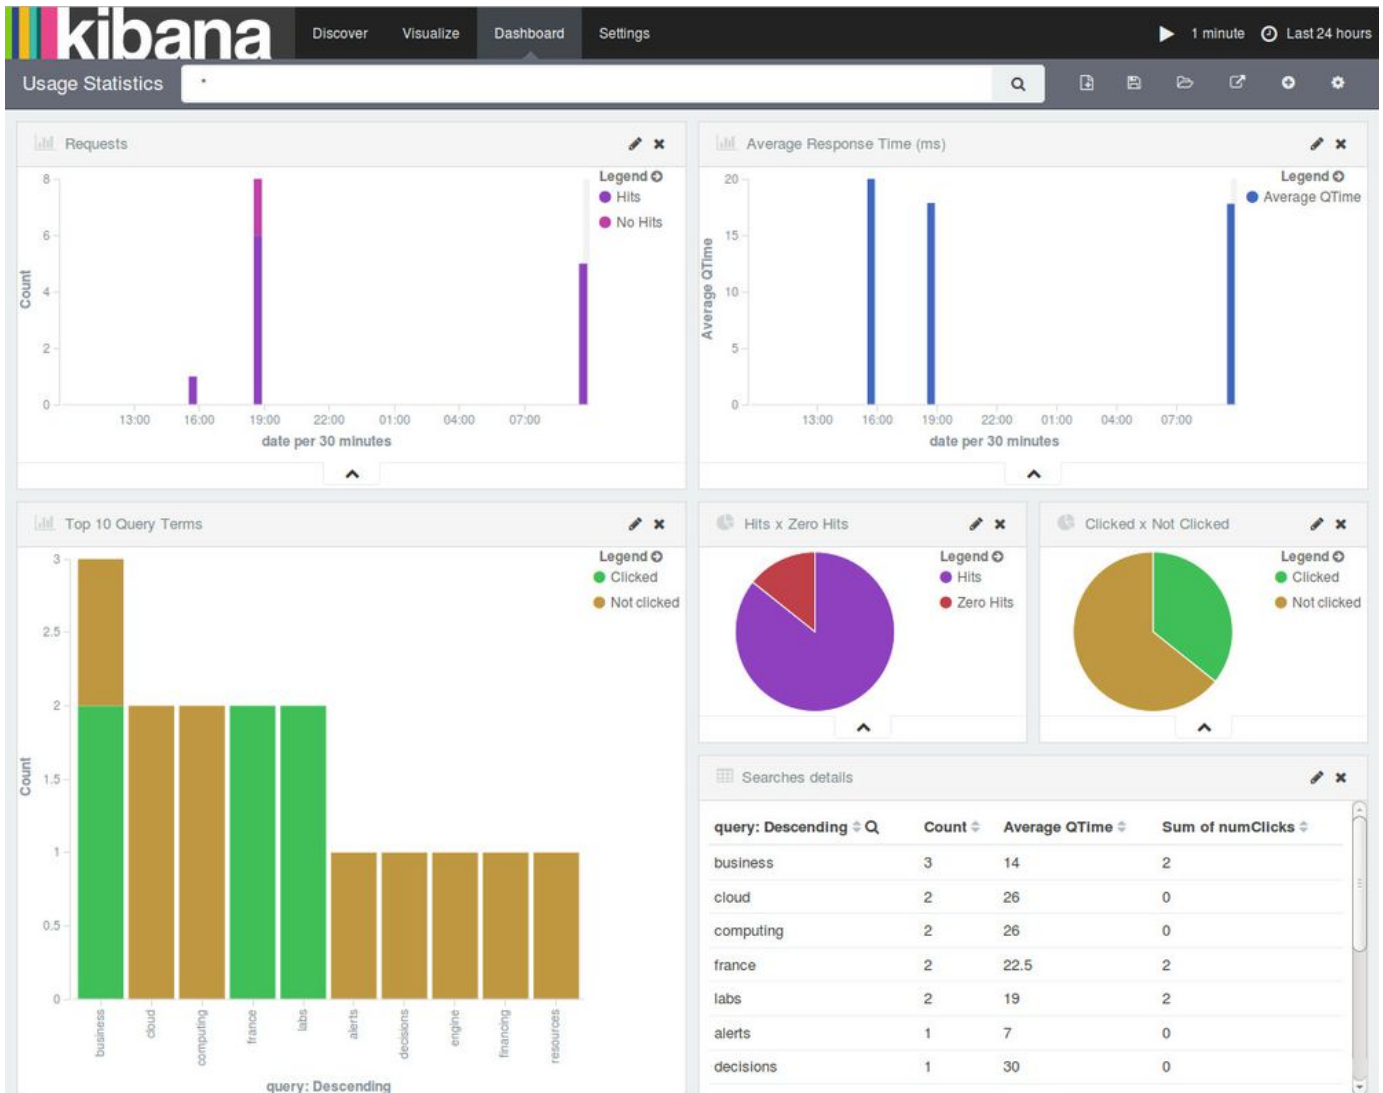 kibana Discover Visualize Dashboard Settings 1 minute Last 24 hours
Usage Statistics *
Requests
Legend
Hits
No Hits
8
6
4
2
0
Count
13:00 16:00 19:00 22:00 01:00 04:00 07:00
date per 30 minutes
Average Response Time (ms)
Legend
Average QTime
20
15
10
5
0
Average QTime
13:00 16:00 19:00 22:00 01:00 04:00 07:00
date per 30 minutes
Top 10 Query Terms
Legend
Clicked
Not clicked
3
2.5
2
1.5
1
0.5
0
Count
business cloud computing france labs alerts decisions engine financing resources
query: Descending
Hits x Zero Hits
Legend
Hits
Zero Hits
Clicked x Not Clicked
Legend
Clicked
Not clicked
Searches details
query: Descending Count Average QTime Sum of numClicks
business 3 14 2
cloud 2 26 0
computing 2 26 0
france 2 22.5 2
labs 2 19 2
alerts 1 7 0
decisions 1 30 0